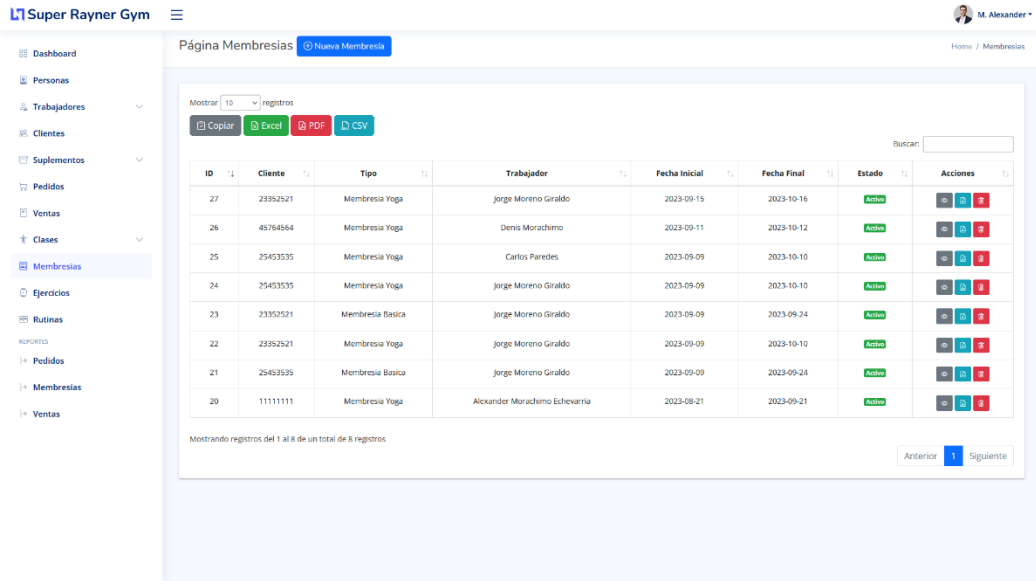 Super Rayner Gym
M. Alexander
Dashboard
Personas
Trabajadores
Clientes
Suplementos
Pedidos
Ventas
Clases
Membresias
Ejercicios
Rutinas
REPORTES
Pedidos
Membresías
Ventas
Página Membresias Nueva Membresía
Home / Membresias
Mostrar 10 registros
Copiar Excel PDF CSV
Buscar:
ID Cliente Tipo Trabajador Fecha Inicial Fecha Final Estado Acciones
27 23352521 Membresia Yoga Jorge Moreno Giraldo 2023-09-15 2023-10-16 Activo
26 45764564 Membresia Yoga Denis Morachimo 2023-09-11 2023-10-12 Activo
25 25453535 Membresia Yoga Carlos Paredes 2023-09-09 2023-10-10 Activo
24 25453535 Membresia Yoga Jorge Moreno Giraldo 2023-09-09 2023-10-10 Activo
23 23352521 Membresia Basica Jorge Moreno Giraldo 2023-09-09 2023-09-24 Activo
22 23352521 Membresia Yoga Jorge Moreno Giraldo 2023-09-09 2023-10-10 Activo
21 25453535 Membresia Basica Jorge Moreno Giraldo 2023-09-09 2023-09-24 Activo
20 11111111 Membresia Yoga Alexander Morachimo Echevarria 2023-08-21 2023-09-21 Activo
Mostrando registros del 1 al 8 de un total de 8 registros
Anterior 1 Siguiente